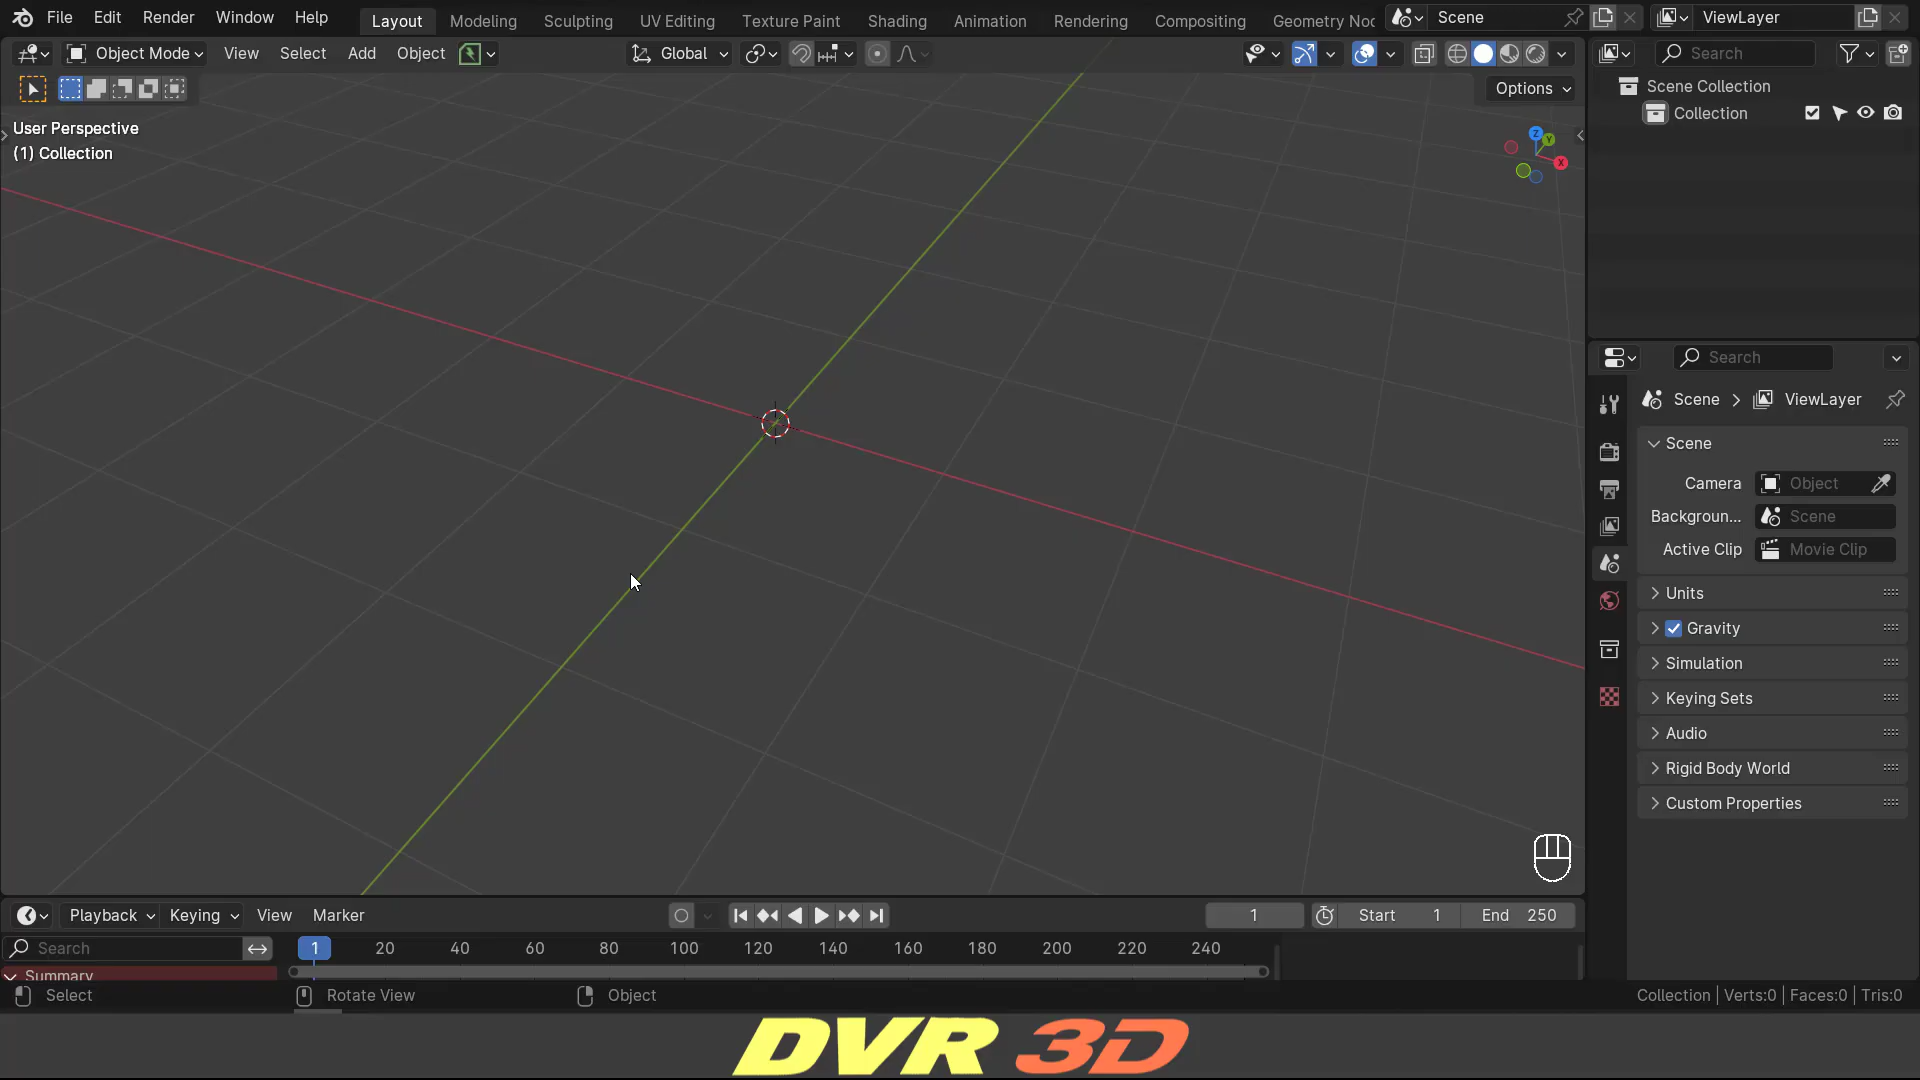 File Edit Render Window Help Layout Modeling Sculpting UV Editing Texture Paint Shading Animation Rendering Compositing Geometry Noc Scene ViewLayer
Object Mode View Select Add Object Global Search
Options
Scene Collection
Collection
User Perspective
(1) Collection
Z
Y
X
Search
Scene > ViewLayer
Scene
Camera Object
Backgroun... Scene
Active Clip Movie Clip
Units
Gravity
Simulation
Keying Sets
Audio
Rigid Body World
Custom Properties
Playback Keying View Marker 1 Start 1 End 250
Search 1 20 40 60 80 100 120 140 160 180 200 220 240
Summary
Select Rotate View Object Collection | Verts:0 | Faces:0 | Tris:0
DVR 3D